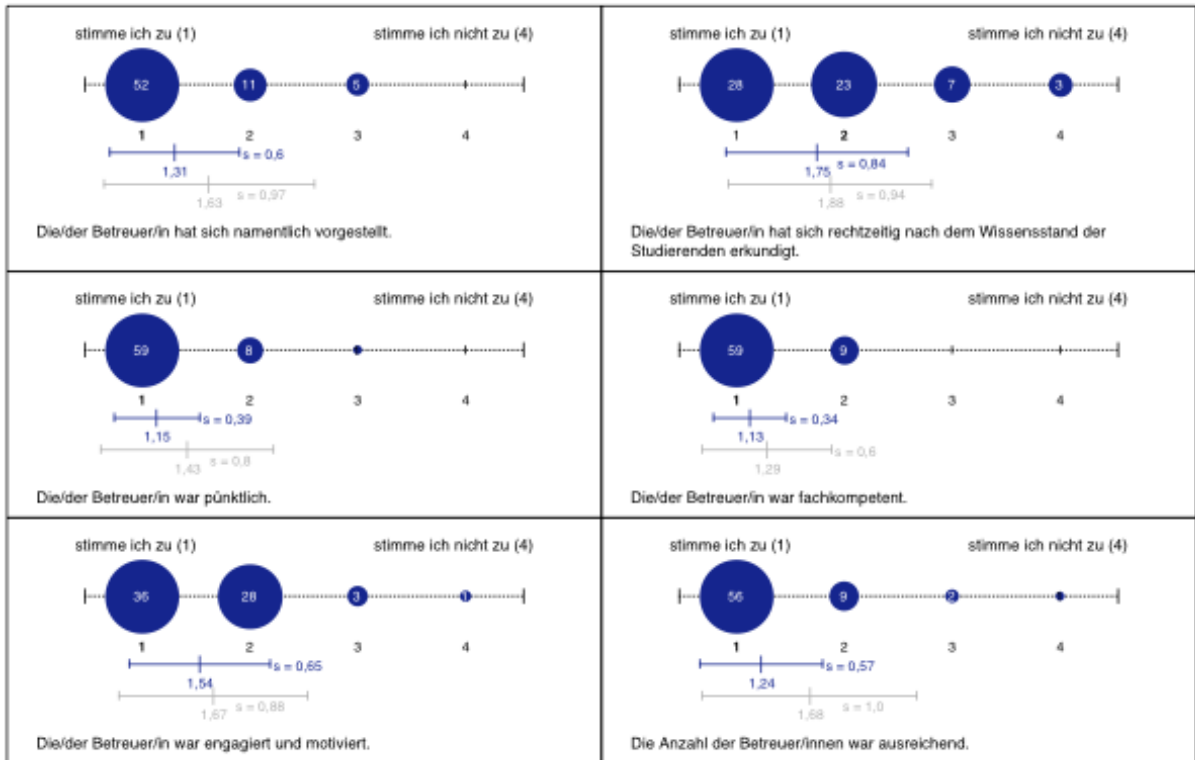 stimme ich zu (1) stimme ich nicht zu (4)
52 11 5
1 2 3 4
s = 0,6
1,31
s = 0,97
1,63
Die/der Betreuer/in hat sich namentlich vorgestellt.
stimme ich zu (1) stimme ich nicht zu (4)
28 23 7 3
1 2 3 4
s = 0,84
1,75
s = 0,94
1,88
Die/der Betreuer/in hat sich rechtzeitig nach dem Wissensstand der
Studierenden erkundigt.
stimme ich zu (1) stimme ich nicht zu (4)
59 8
1 2 3 4
s = 0,39
1,15
s = 0,8
1,43
Die/der Betreuer/in war pünktlich.
stimme ich zu (1) stimme ich nicht zu (4)
59 9
1 2 3 4
s = 0,34
1,13
s = 0,6
1,29
Die/der Betreuer/in war fachkompetent.
stimme ich zu (1) stimme ich nicht zu (4)
36 28 3 1
1 2 3 4
s = 0,65
1,54
s = 0,88
1,67
Die/der Betreuer/in war engagiert und motiviert.
stimme ich zu (1) stimme ich nicht zu (4)
56 9 2
1 2 3 4
s = 0,57
1,24
s = 1,0
1,68
Die Anzahl der Betreuer/innen war ausreichend.